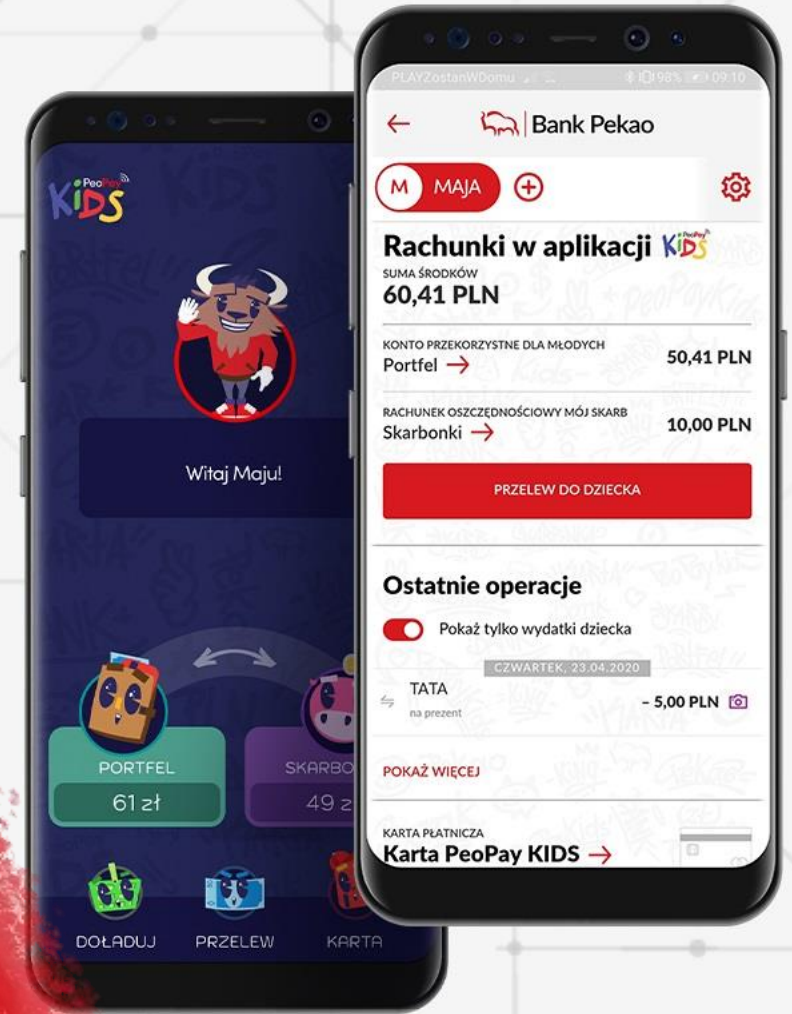 PeoPay
KiDS
Witaj Maju!
PORTFEL
61 zł
SKARBO
49 z
DOŁADUJ
PRZELEW
KARTA
PLAYZostanWDomu
98%
09:10
Bank Pekao
M MAJA
Rachunki w aplikacji PeoPay KiDS
SUMA ŚRODKÓW
60,41 PLN
KONTO PRZEKORZYSTNE DLA MŁODYCH
Portfel → 50,41 PLN
RACHUNEK OSZCZĘDNOŚCIOWY MÓJ SKARB
Skarbonki → 10,00 PLN
PRZELEW DO DZIECKA
Ostatnie operacje
Pokaż tylko wydatki dziecka
CZWARTEK, 23.04.2020
TATA
na prezent
– 5,00 PLN
POKAŻ WIĘCEJ
KARTA PŁATNICZA
Karta PeoPay KIDS →